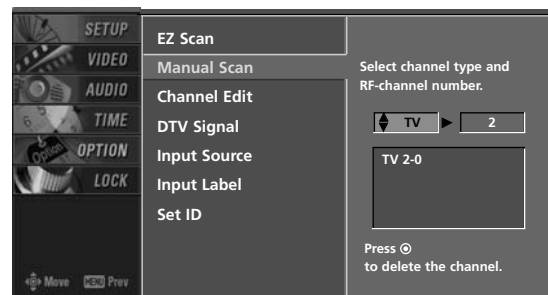 SETUP
VIDEO
AUDIO
TIME
OPTION
LOCK
Move MENU Prev
EZ Scan
Manual Scan
Channel Edit
DTV Signal
Input Source
Input Label
Set ID
Select channel type and
RF-channel number.
TV 2
TV 2-0
Press
to delete the channel.